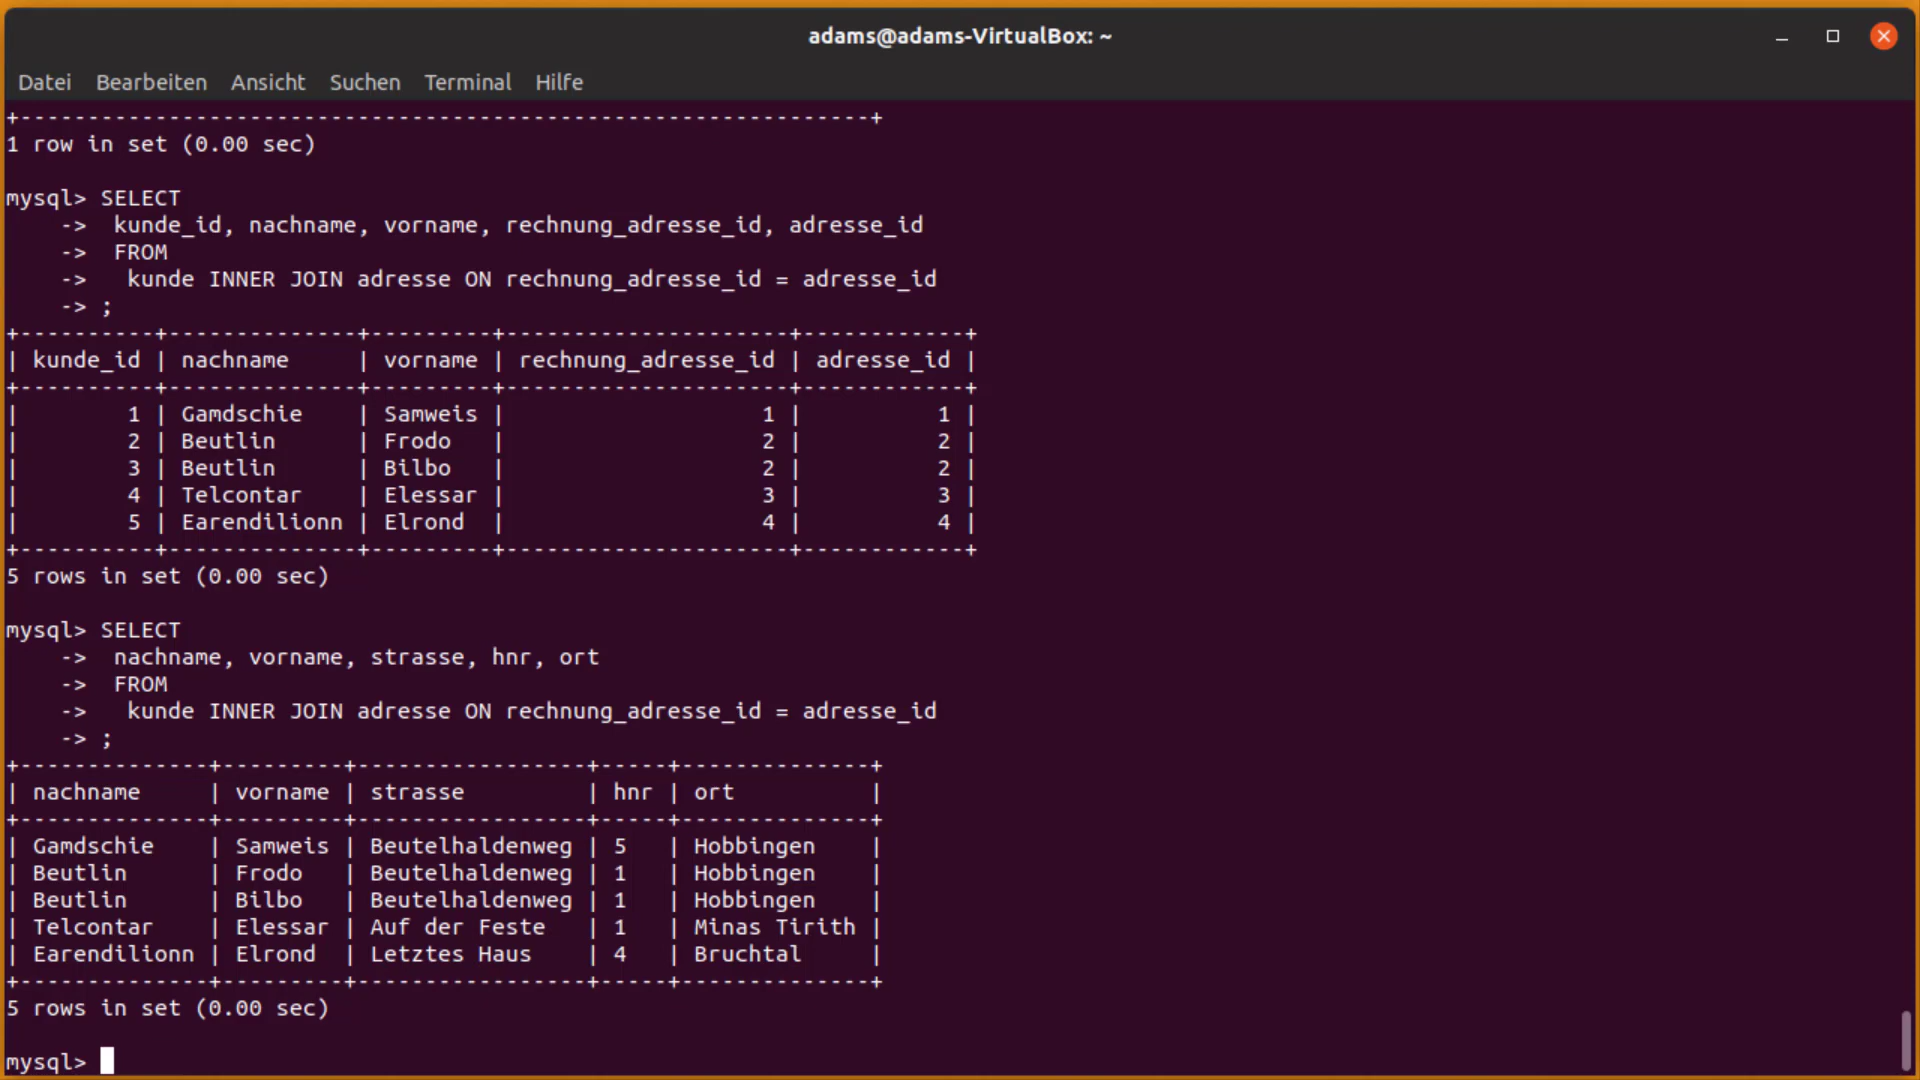 adams@adams-VirtualBox: ~
Datei Bearbeiten Ansicht Suchen Terminal Hilfe
+---------------------------------------------------------------+
1 row in set (0.00 sec)
mysql> SELECT
    ->  kunde_id, nachname, vorname, rechnung_adresse_id, adresse_id
    ->  FROM
    ->   kunde INNER JOIN adresse ON rechnung_adresse_id = adresse_id
    -> ;
+----------+--------------+---------+---------------------+------------+
| kunde_id | nachname     | vorname | rechnung_adresse_id | adresse_id |
+----------+--------------+---------+---------------------+------------+
|        1 | Gamdschie    | Samweis |                   1 |          1 |
|        2 | Beutlin      | Frodo   |                   2 |          2 |
|        3 | Beutlin      | Bilbo   |                   2 |          2 |
|        4 | Telcontar    | Elessar |                   3 |          3 |
|        5 | Earendilionn | Elrond  |                   4 |          4 |
+----------+--------------+---------+---------------------+------------+
5 rows in set (0.00 sec)
mysql> SELECT
    ->  nachname, vorname, strasse, hnr, ort
    ->  FROM
    ->   kunde INNER JOIN adresse ON rechnung_adresse_id = adresse_id
    -> ;
+--------------+---------+-----------------+-----+--------------+
| nachname     | vorname | strasse         | hnr | ort          |
+--------------+---------+-----------------+-----+--------------+
| Gamdschie    | Samweis | Beutelhaldenweg | 5   | Hobbingen    |
| Beutlin      | Frodo   | Beutelhaldenweg | 1   | Hobbingen    |
| Beutlin      | Bilbo   | Beutelhaldenweg | 1   | Hobbingen    |
| Telcontar    | Elessar | Auf der Feste   | 1   | Minas Tirith |
| Earendilionn | Elrond  | Letztes Haus    | 4   | Bruchtal     |
+--------------+---------+-----------------+-----+--------------+
5 rows in set (0.00 sec)
mysql>